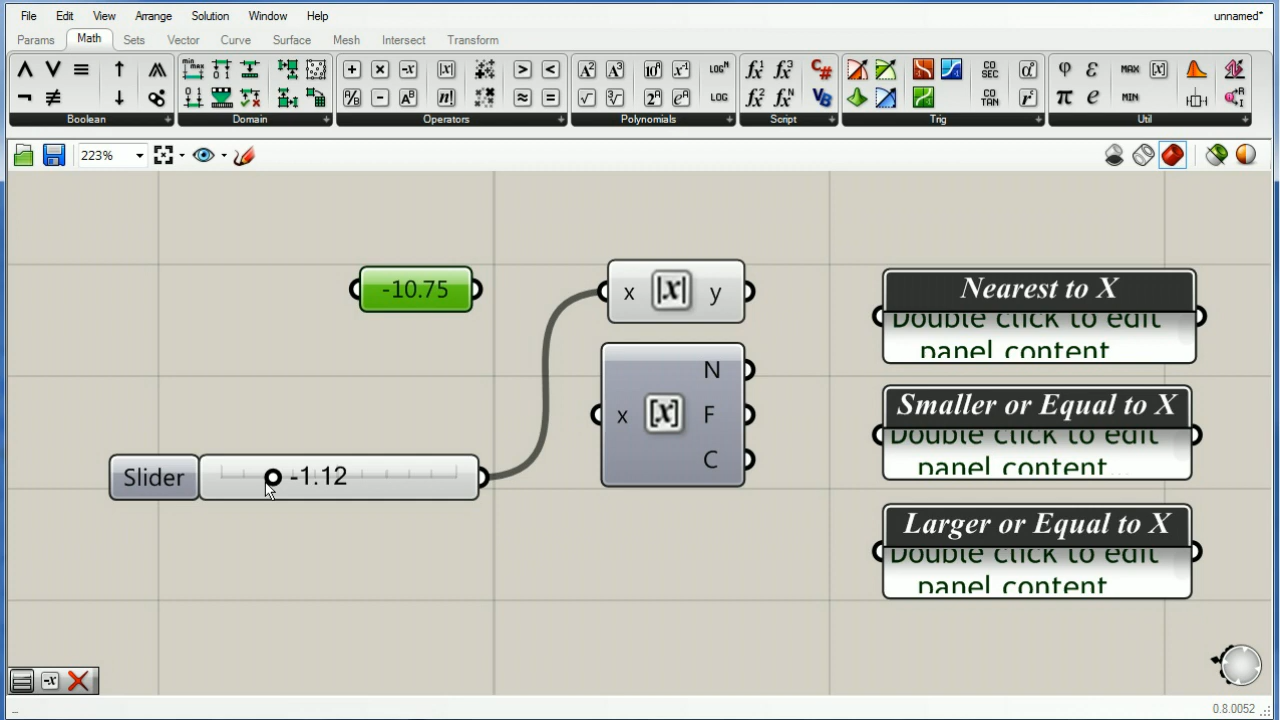 File Edit View Arrange Solution Window Help unnamed*
Params Math Sets Vector Curve Surface Mesh Intersect Transform
Boolean Domain Operators Polynomials Script Trig Util
223%
-10.75
x |x| y
x [x] N
F
C
Slider -1.12
Nearest to X
Double click to edit
panel content
Smaller or Equal to X
Double click to edit
panel content...
Larger or Equal to X
Double click to edit
panel content
0.8.0052